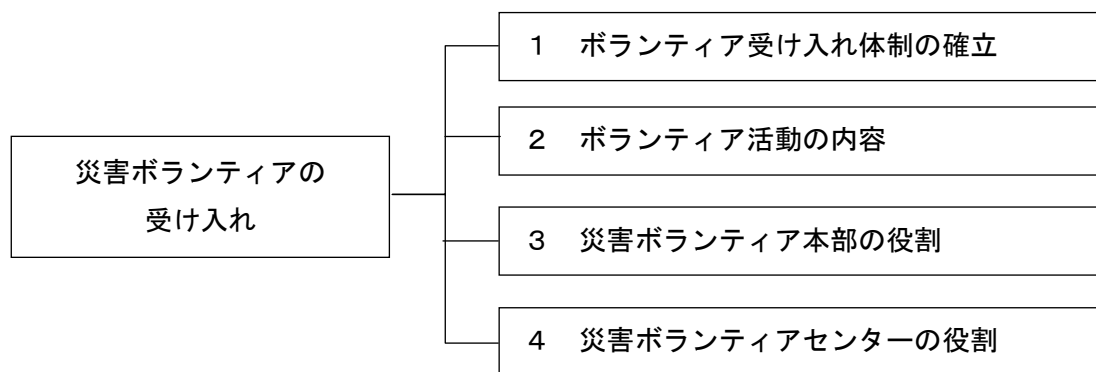 災害ボランティアの
受け入れ
１　ボランティア受け入れ体制の確立
２　ボランティア活動の内容
３　災害ボランティア本部の役割
４　災害ボランティアセンターの役割